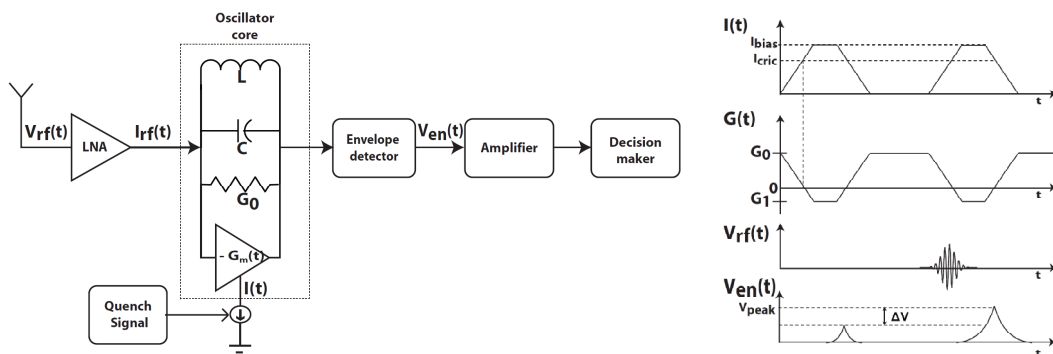 Oscillator
core
L
C
G0
- Gm(t)
I(t)
Vrf(t)
LNA
Irf(t)
Envelope
detector
Ven(t)
Amplifier
Decision
maker
Quench
Signal
I(t)
Ibias
Icric
t
G(t)
G0
0
G1
t
Vrf(t)
t
Ven(t)
Vpeak
ΔV
t